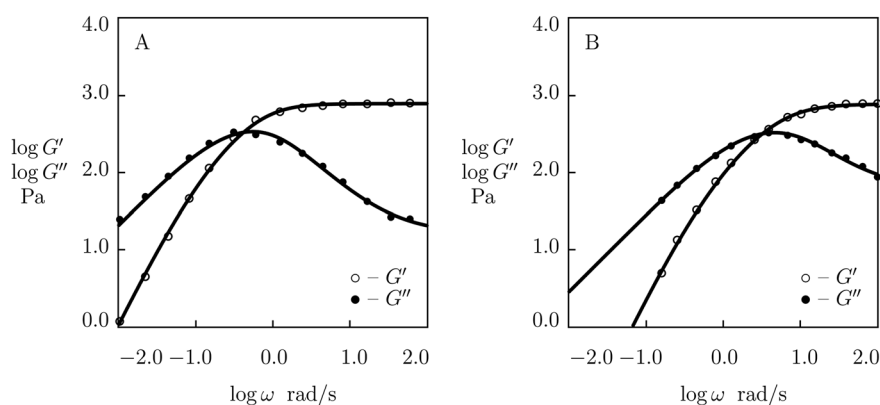 4.0
A
3.0
log G′
log G″
2.0
Pa
1.0
○ – G′
● – G″
0.0
−2.0 −1.0 0.0 1.0 2.0
log ω rad/s
4.0
B
3.0
log G′
log G″
2.0
Pa
1.0
○ – G′
● – G″
0.0
−2.0 −1.0 0.0 1.0 2.0
log ω rad/s